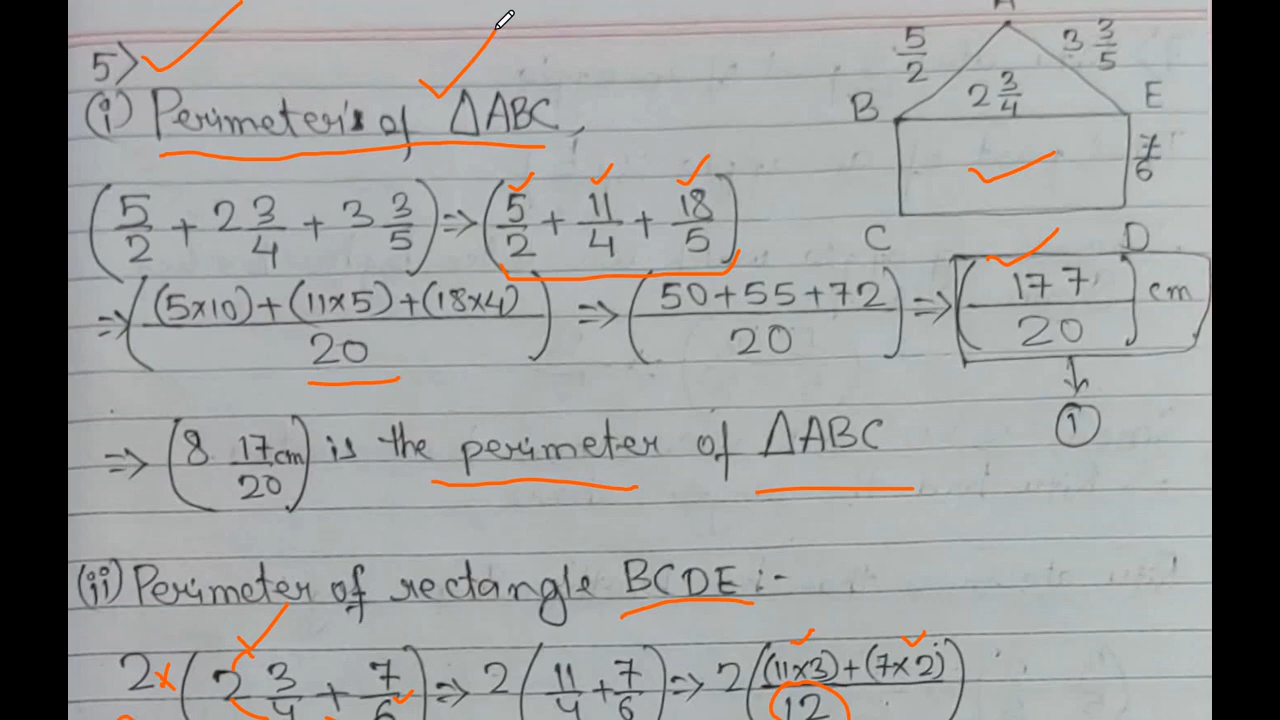 5>
(i) Perimeter's of △ABC,
A
5/2
3 3/5
2 3/4
B
E
7/6
C
D
(5/2 + 2 3/4 + 3 3/5) ⇒ (5/2 + 11/4 + 18/5)
⇒ ((5×10)+(11×5)+(18×4)/20) ⇒ (50+55+72/20) ⇒ (177/20) cm
1
⇒ (8 17/20 cm) is the perimeter of △ABC
(ii) Perimeter of rectangle BCDE:-
2× (2 3/4 + 7/6) ⇒ 2 (11/4 + 7/6) ⇒ 2 ((11×3)+(7×2)/12)